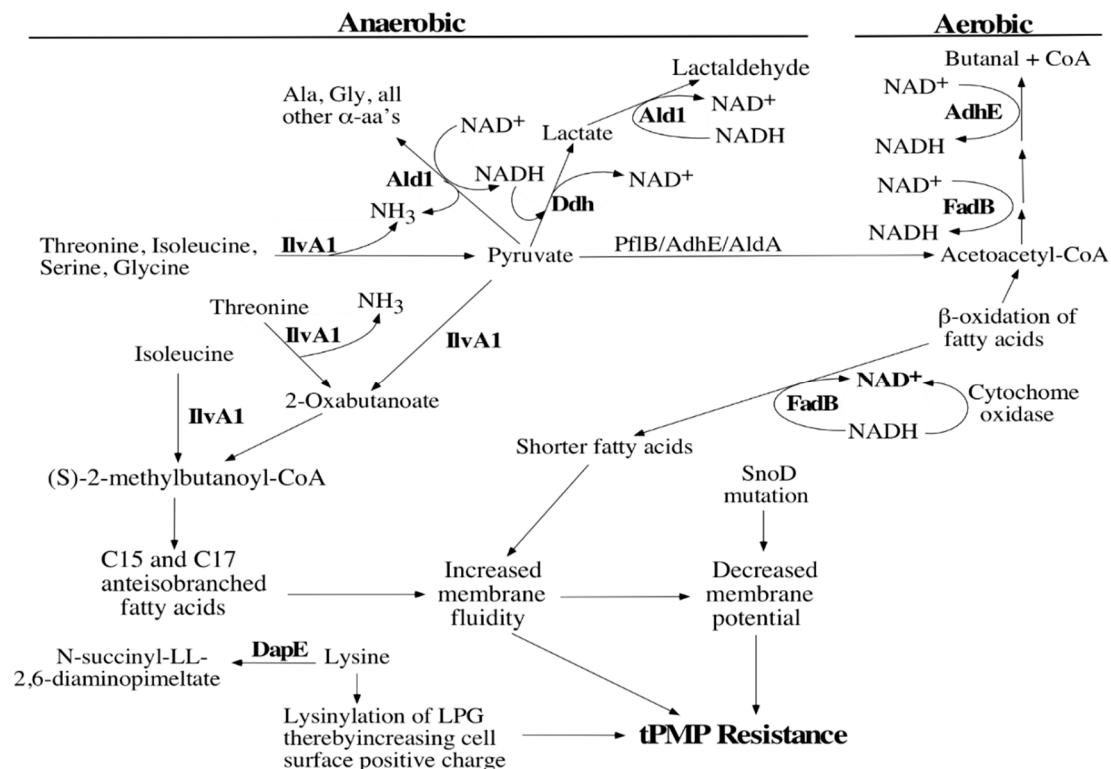 Anaerobic
Aerobic
Butanal + CoA
Lactaldehyde
NAD+
AdhE
NADH
Ala, Gly, all
other α-aa's
NAD+
Ald1
NADH
Lactate
NAD+
Ald1
NADH
NAD+
Ddh
NH3
NAD+
FadB
NADH
Threonine, Isoleucine,
Serine, Glycine
IlvA1
Pyruvate
PflB/AdhE/AldA
Acetoacetyl-CoA
Threonine
NH3
IlvA1
IlvA1
β-oxidation of
fatty acids
Isoleucine
IlvA1
2-Oxabutanoate
NAD+
FadB
NADH
Cytochome
oxidase
Shorter fatty acids
(S)-2-methylbutanoyl-CoA
SnoD
mutation
C15 and C17
anteisobranched
fatty acids
Increased
membrane
fluidity
Decreased
membrane
potential
N-succinyl-LL-
2,6-diaminopimeltate
DapE
Lysine
Lysinylation of LPG
therebyincreasing cell
surface positive charge
tPMP Resistance